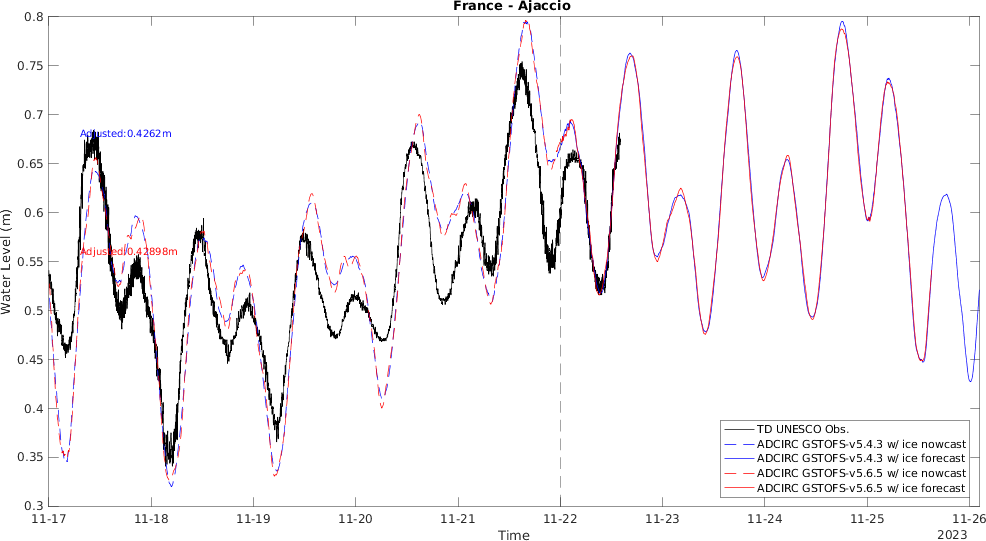 France - Ajaccio
Water Level (m)
0.8
0.75
0.7
0.65
0.6
0.55
0.5
0.45
0.4
0.35
0.3
Adjusted:0.4262m
Adjusted:0.42898m
TD UNESCO Obs.
ADCIRC GSTOFS-v5.4.3 w/ ice nowcast
ADCIRC GSTOFS-v5.4.3 w/ ice forecast
ADCIRC GSTOFS-v5.6.5 w/ ice nowcast
ADCIRC GSTOFS-v5.6.5 w/ ice forecast
11-17 11-18 11-19 11-20 11-21 11-22 11-23 11-24 11-25 11-26
Time
2023